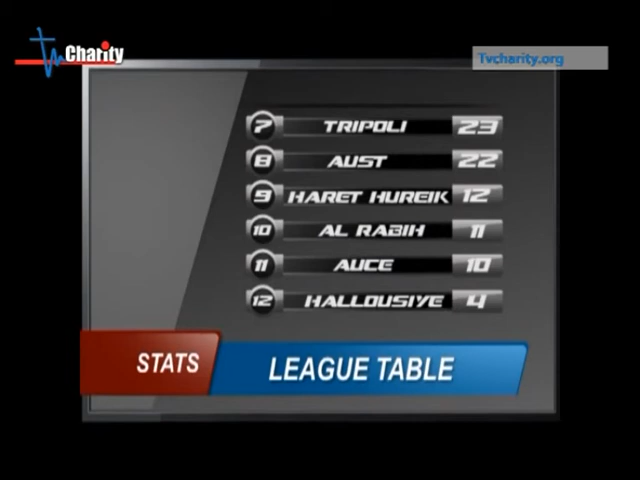 Charity
Tvcharity.org
7 TRIPOLI 23
8 AUST 22
9 HARET HUREIK 12
10 AL RABIH 11
11 AUCE 10
12 HALLOUSIYE 4
STATS LEAGUE TABLE